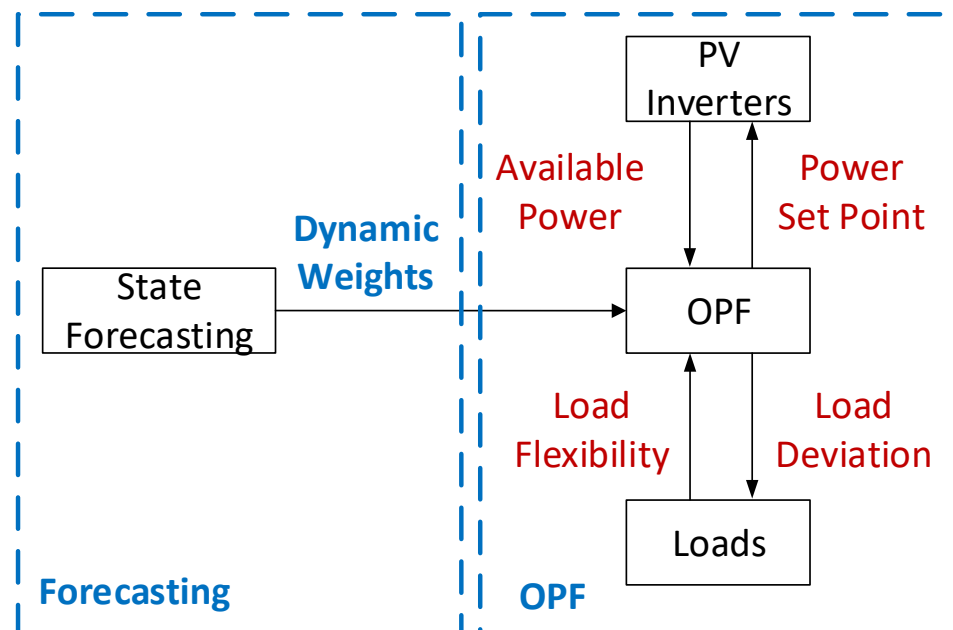 PV
Inverters
Available
Power
Power
Set Point
Dynamic
Weights
State
Forecasting
OPF
Load
Flexibility
Load
Deviation
Loads
Forecasting
OPF